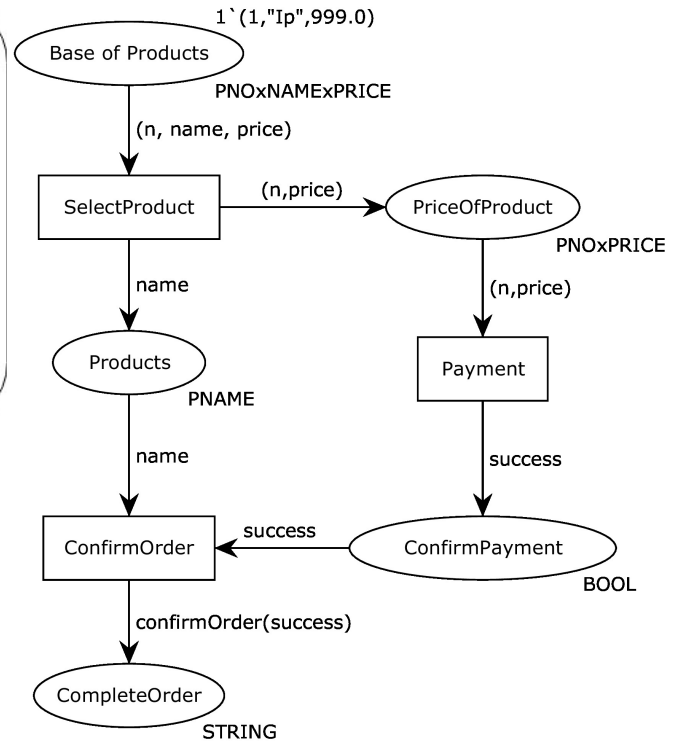 1`(1,"Ip",999.0)
Base of Products
PNOxNAMExPRICE
(n, name, price)
SelectProduct
(n,price)
PriceOfProduct
PNOxPRICE
name
(n,price)
Products
Payment
PNAME
name
success
ConfirmOrder
success
ConfirmPayment
BOOL
confirmOrder(success)
CompleteOrder
STRING